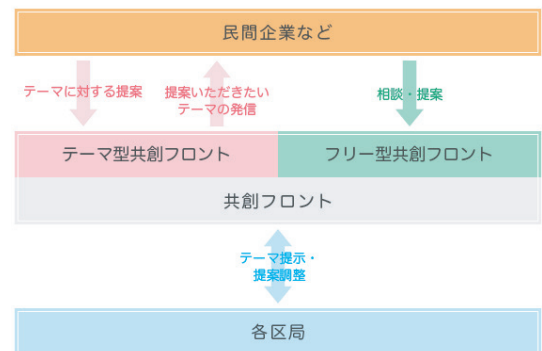 民間企業など
テーマに対する提案
提案いただきたい
テーマの発信
相談・提案
テーマ型共創フロント
フリー型共創フロント
共創フロント
テーマ提示・
提案調整
各区局